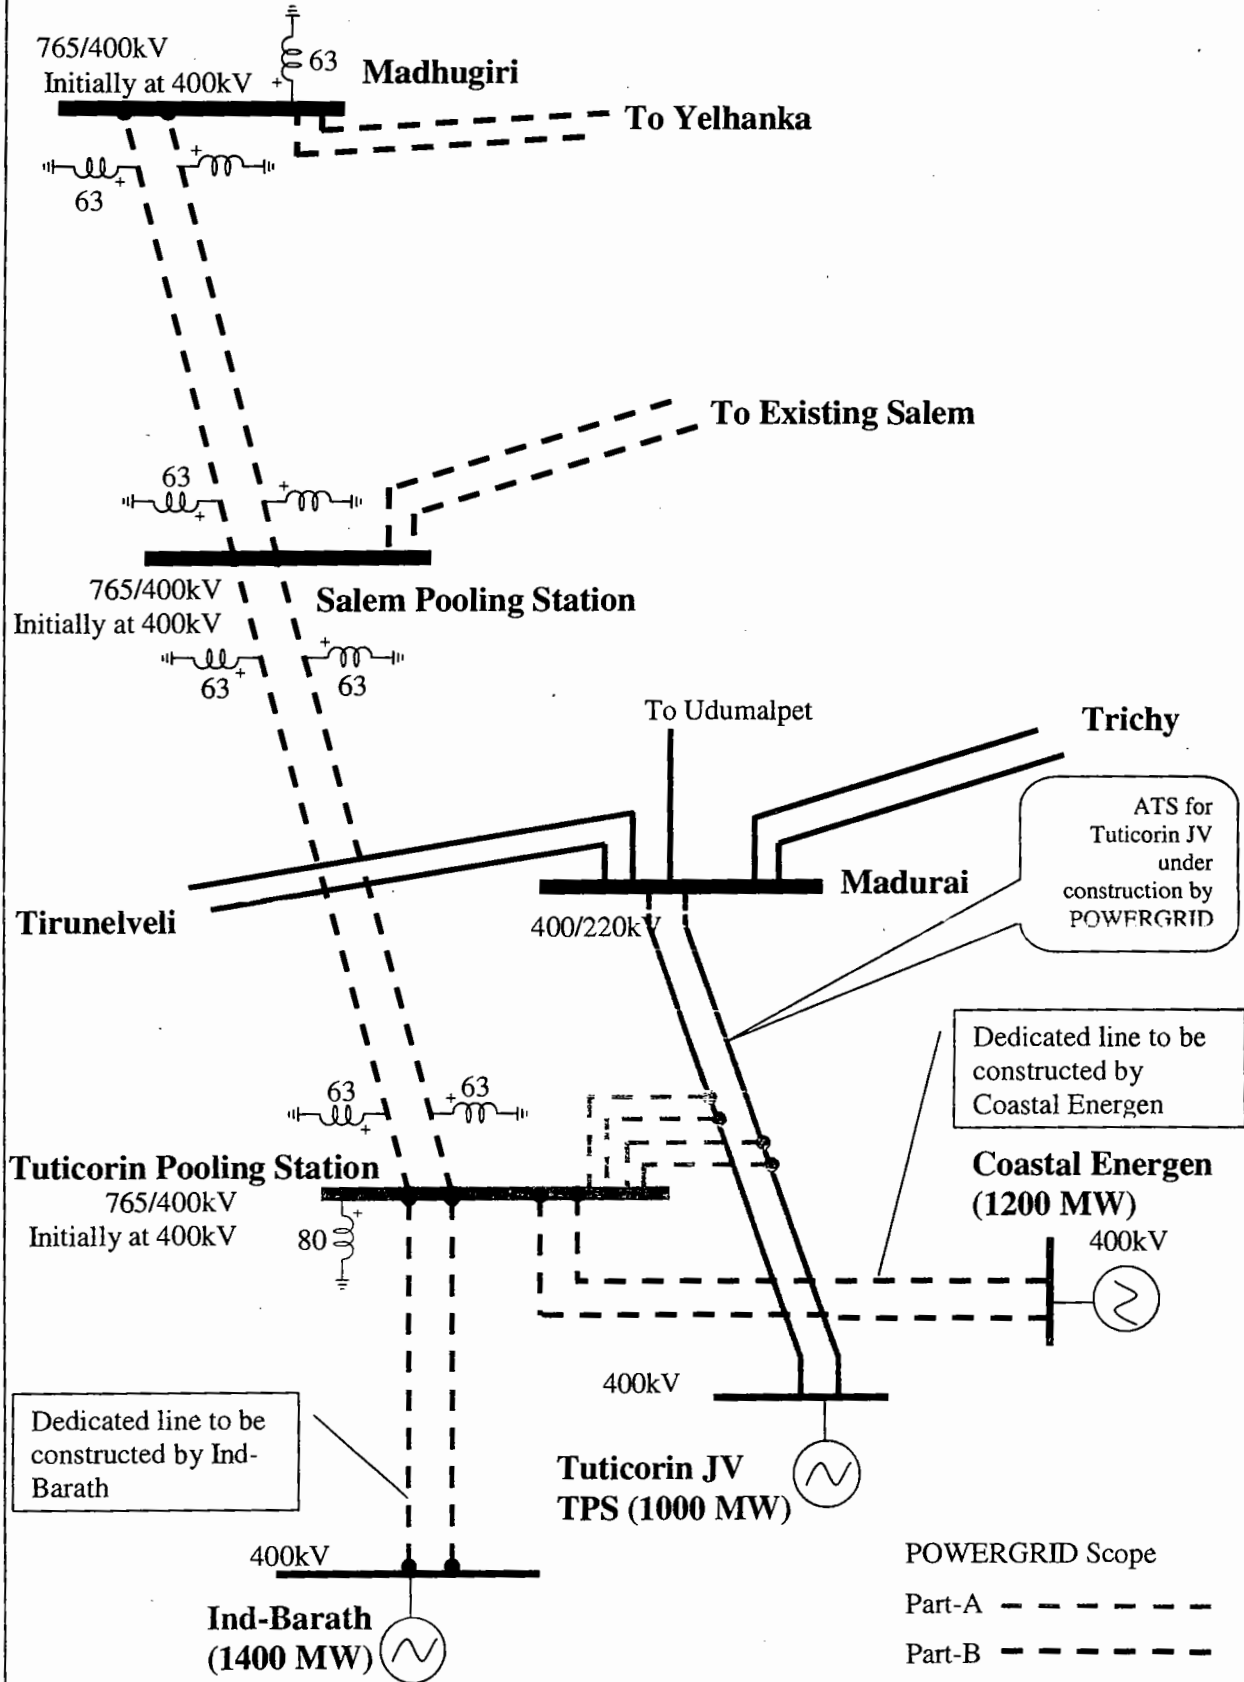 765/400kV
Initially at 400kV
+
63
Madhugiri
To Yelhanka
63
+
+
To Existing Salem
63
+
+
765/400kV
Initially at 400kV
Salem Pooling Station
63
+
+
63
To Udumalpet
Trichy
ATS for
Tuticorin JV
under
construction by
POWERGRID
Madurai
400/220kV
Tirunelveli
Dedicated line to be
constructed by
Coastal Energen
63
+
+
63
Tuticorin Pooling Station
765/400kV
Initially at 400kV
80
+
Coastal Energen
(1200 MW)
400kV
400kV
Dedicated line to be
constructed by Ind-
Barath
Tuticorin JV
TPS (1000 MW)
400kV
Ind-Barath
(1400 MW)
POWERGRID Scope
Part-A
Part-B